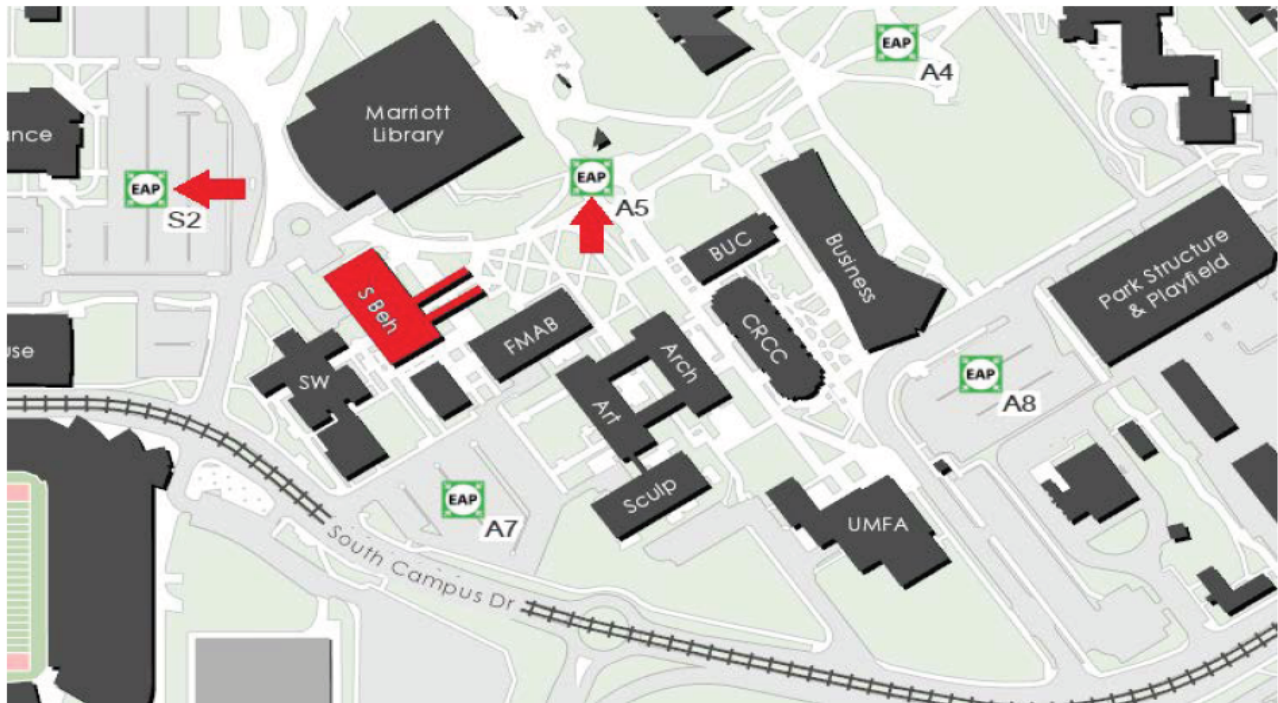 EAP
A4
Marriott
Library
ance
EAP
S2
EAP
A5
BUC
Business
Park Structure
& Playfield
S Beh
FMAB
CRCC
Arch
use
SW
Art
EAP
A8
EAP
A7
Sculp
UMFA
South Campus Dr